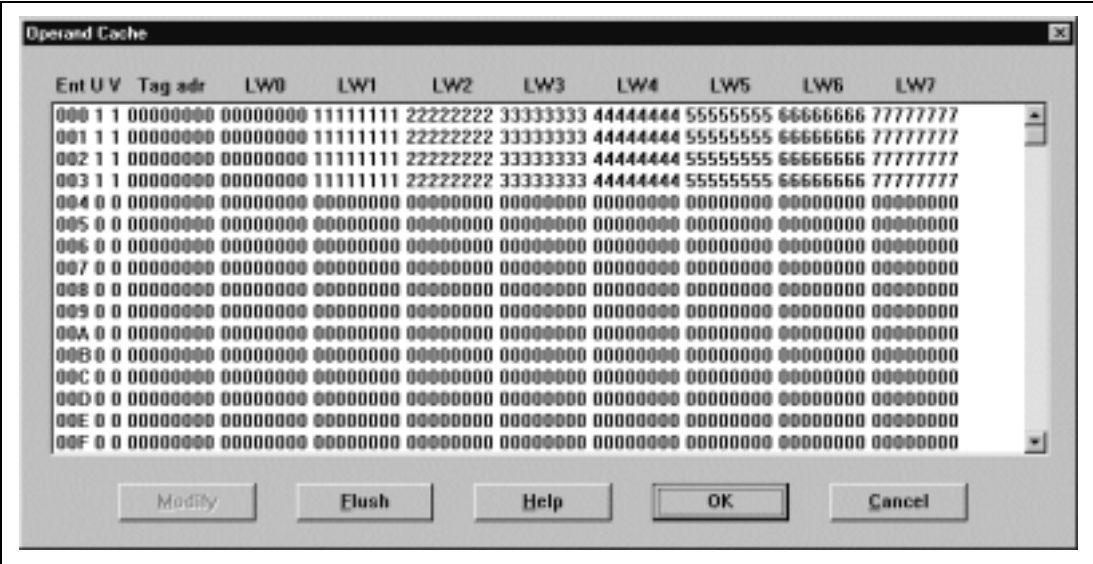 Operand Cache
Ent U V Tag adr LW0 LW1 LW2 LW3 LW4 LW5 LW6 LW7
000 1 1 00000000 00000000 11111111 22222222 33333333 44444444 55555555 66666666 77777777
001 1 1 00000000 00000000 11111111 22222222 33333333 44444444 55555555 66666666 77777777
002 1 1 00000000 00000000 11111111 22222222 33333333 44444444 55555555 66666666 77777777
003 1 1 00000000 00000000 11111111 22222222 33333333 44444444 55555555 66666666 77777777
004 0 0 00000000 00000000 00000000 00000000 00000000 00000000 00000000 00000000 00000000
005 0 0 00000000 00000000 00000000 00000000 00000000 00000000 00000000 00000000 00000000
006 0 0 00000000 00000000 00000000 00000000 00000000 00000000 00000000 00000000 00000000
007 0 0 00000000 00000000 00000000 00000000 00000000 00000000 00000000 00000000 00000000
008 0 0 00000000 00000000 00000000 00000000 00000000 00000000 00000000 00000000 00000000
009 0 0 00000000 00000000 00000000 00000000 00000000 00000000 00000000 00000000 00000000
00A 0 0 00000000 00000000 00000000 00000000 00000000 00000000 00000000 00000000 00000000
00B 0 0 00000000 00000000 00000000 00000000 00000000 00000000 00000000 00000000 00000000
00C 0 0 00000000 00000000 00000000 00000000 00000000 00000000 00000000 00000000 00000000
00D 0 0 00000000 00000000 00000000 00000000 00000000 00000000 00000000 00000000 00000000
00E 0 0 00000000 00000000 00000000 00000000 00000000 00000000 00000000 00000000 00000000
00F 0 0 00000000 00000000 00000000 00000000 00000000 00000000 00000000 00000000 00000000
Modify Flush Help OK Cancel